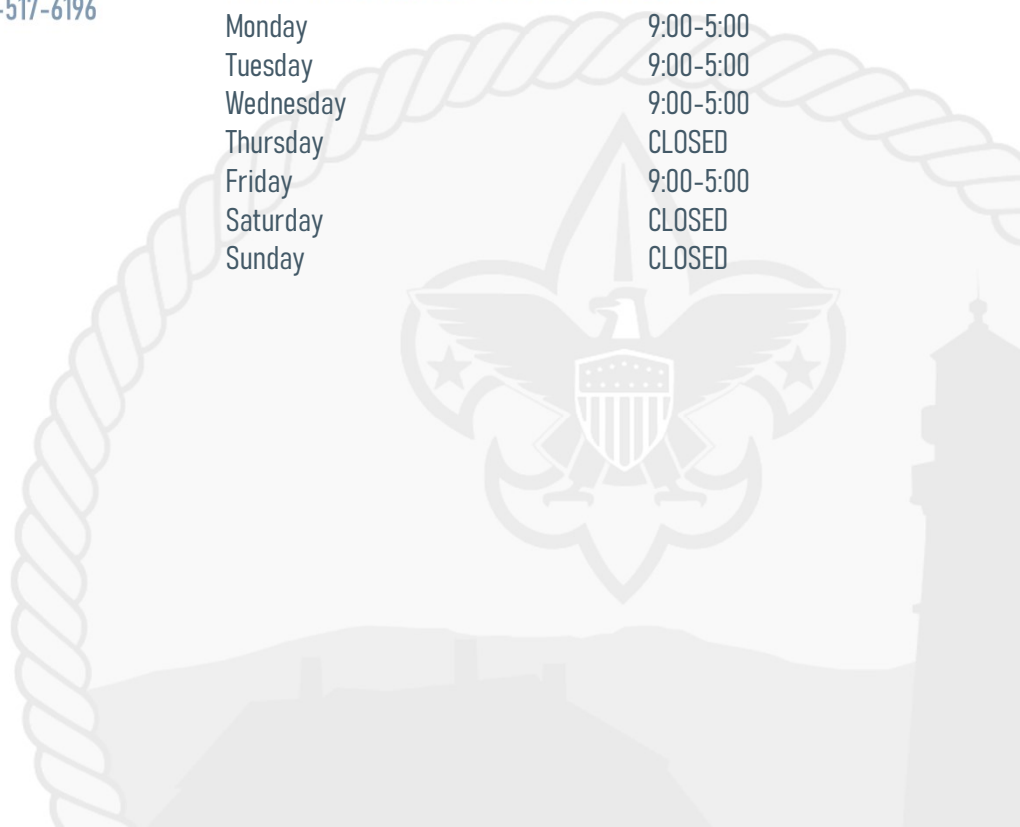 -517-6196
Monday 9:00-5:00
Tuesday 9:00-5:00
Wednesday 9:00-5:00
Thursday CLOSED
Friday 9:00-5:00
Saturday CLOSED
Sunday CLOSED